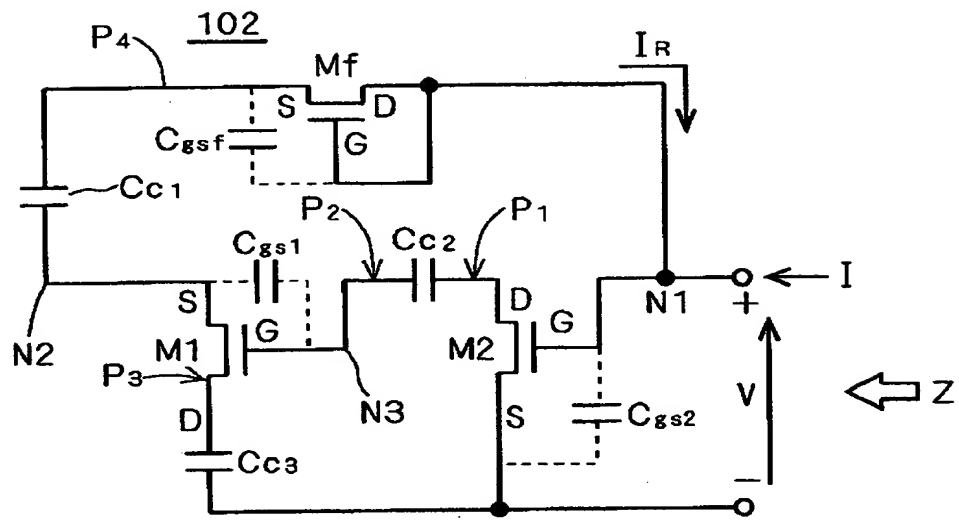 102
P4
Mf
IR
S
D
G
Cgsf
Cc1
P2
P1
Cgs1
Cc2
S
D
G
N1
I
+
N2
M1
G
M2
P3
N3
V
Z
D
S
Cgs2
Cc3
−